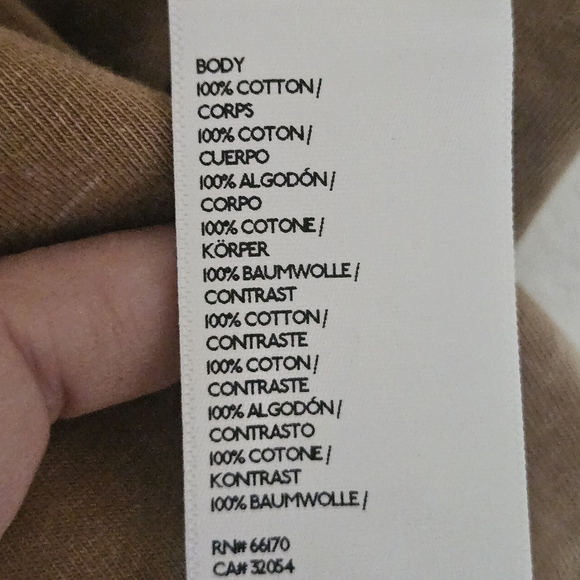 BODY
100% COTTON/
CORPS
100% COTON/
CUERPO
100% ALGODÓN/
CORPO
100% COTONE/
KÖRPER
100% BAUMWOLLE/
CONTRAST
100% COTTON/
CONTRASTE
100% COTON/
CONTRASTE
100% ALGODÓN/
CONTRASTO
100% COTONE/
KONTRAST
100% BAUMWOLLE/
RN# 66170
CA# 32054